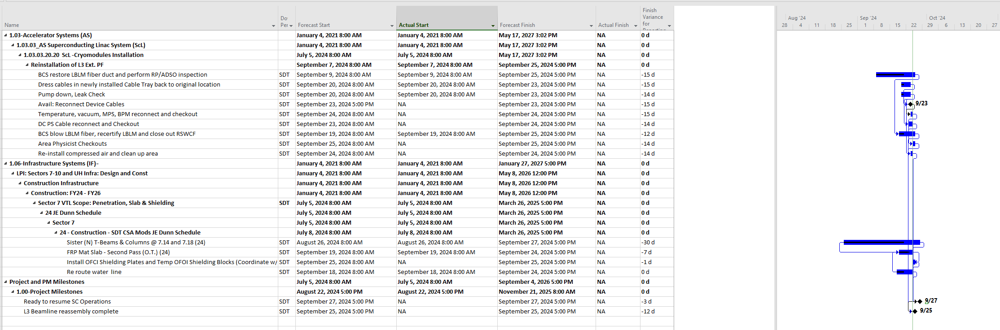 Name Do Per Forecast Start Actual Start Forecast Finish Actual Finish Finish Variance for
Aug '24 Sep '24 Oct '24
28 4 11 18 25 1 8 15 22 29 6 13 20 27
1.03-Accelerator Systems (AS) January 4, 2021 8:00 AM January 4, 2021 8:00 AM May 17, 2027 3:02 PM NA 0 d
1.03.03_AS Superconducting Linac System (ScL) January 4, 2021 8:00 AM January 4, 2021 8:00 AM May 17, 2027 3:02 PM NA 0 d
1.03.03.20.20 ScL -Cryomodules Installation July 5, 2024 8:00 AM July 5, 2024 8:00 AM May 17, 2027 3:02 PM NA 0 d
Reinstallation of L3 Ext. PF September 7, 2024 8:00 AM September 7, 2024 8:00 AM September 25, 2024 5:00 PM NA 0 d
BCS restore LBLM fiber duct and perform RP/ADSO inspection SDT September 9, 2024 8:00 AM September 9, 2024 8:00 AM September 25, 2024 5:00 PM NA -15 d
Dress cables in newly installed Cable Tray back to original location SDT September 20, 2024 8:00 AM September 20, 2024 8:00 AM September 23, 2024 5:00 PM NA -15 d
Pump down, Leak Check SDT September 20, 2024 8:00 AM September 20, 2024 8:00 AM September 23, 2024 5:00 PM NA -14 d
Avail: Reconnect Device Cables SDT September 23, 2024 5:00 PM NA September 23, 2024 5:00 PM NA -15 d 9/23
Temperature, vacuum, MPS, BPM reconnect and checkout SDT September 24, 2024 8:00 AM NA September 24, 2024 5:00 PM NA -15 d
DC PS Cable reconnect and Checkout SDT September 23, 2024 8:00 AM NA September 24, 2024 5:00 PM NA -14 d
BCS blow LBLM fiber, recertify LBLM and close out RSWCF SDT September 19, 2024 8:00 AM September 19, 2024 8:00 AM September 25, 2024 5:00 PM NA -12 d
Area Physicist Checkouts SDT September 25, 2024 8:00 AM NA September 25, 2024 5:00 PM NA -14 d
Re-install compressed air and clean up area SDT September 24, 2024 8:00 AM NA September 24, 2024 5:00 PM NA -14 d
1.06-Infrastructure Systems (IF)- January 4, 2021 8:00 AM January 4, 2021 8:00 AM January 27, 2027 5:00 PM NA 0 d
LPI: Sectors 7-10 and UH Infra: Design and Const January 4, 2021 8:00 AM January 4, 2021 8:00 AM May 8, 2026 12:00 PM NA 0 d
Construction Infrastructure January 4, 2021 8:00 AM January 4, 2021 8:00 AM May 8, 2026 12:00 PM NA 0 d
Construction: FY24 - FY26 January 4, 2021 8:00 AM January 4, 2021 8:00 AM May 8, 2026 12:00 PM NA 0 d
Sector 7 VTL Scope: Penetration, Slab & Shielding SDT July 5, 2024 8:00 AM July 5, 2024 8:00 AM March 26, 2025 5:00 PM NA 0 d
24 JE Dunn Schedule July 5, 2024 8:00 AM July 5, 2024 8:00 AM March 26, 2025 5:00 PM NA 0 d
Sector 7 July 5, 2024 8:00 AM July 5, 2024 8:00 AM March 26, 2025 5:00 PM NA 0 d
24 - Construction - SDT CSA Mods JE Dunn Schedule July 8, 2024 8:00 AM July 8, 2024 8:00 AM March 26, 2025 5:00 PM NA 0 d
Sister (N) T-Beams & Columns @ 7.14 and 7.18 (24) SDT August 26, 2024 8:00 AM August 26, 2024 8:00 AM September 27, 2024 5:00 PM NA -30 d
FRP Mat Slab - Second Pass (O.T.) (24) SDT September 19, 2024 8:00 AM September 19, 2024 8:00 AM September 24, 2024 5:00 PM NA -7 d
Install OFCI Shielding Plates and Temp OFOI Shielding Blocks (Coordinate w/ SDT September 25, 2024 8:00 AM NA September 25, 2024 5:00 PM NA -1 d
Re route water line SDT September 18, 2024 8:00 AM September 18, 2024 8:00 AM September 24, 2024 5:00 PM NA 0 d
Project and PM Milestones July 5, 2024 8:00 AM July 5, 2024 8:00 AM September 4, 2026 5:00 PM NA 0 d
1.00-Project Milestones August 22, 2024 5:00 PM August 22, 2024 5:00 PM November 21, 2025 8:00 AM NA 0 d
Ready to resume SC Operations SDT September 27, 2024 5:00 PM NA September 27, 2024 5:00 PM NA -3 d 9/27
L3 Beamline reassembly complete SDT September 25, 2024 5:00 PM NA September 25, 2024 5:00 PM NA -12 d 9/25